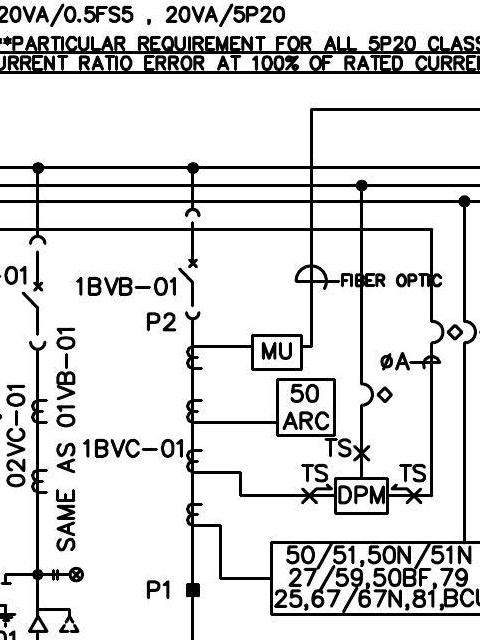 20VA/0.5FS5 , 20VA/5P20
**PARTICULAR REQUIREMENT FOR ALL 5P20 CLASS
URRENT RATIO ERROR AT 100% OF RATED CURRE
-01
1BVB-01
FIBER OPTIC
P2
MU
ØA
50
ARC
02VC-01
SAME AS 01VB-01
1BVC-01
TS
TS
DPM
TS
50/51,50N/51N
27/59,50BF,79
25,67/67N,81,BCU
P1
01